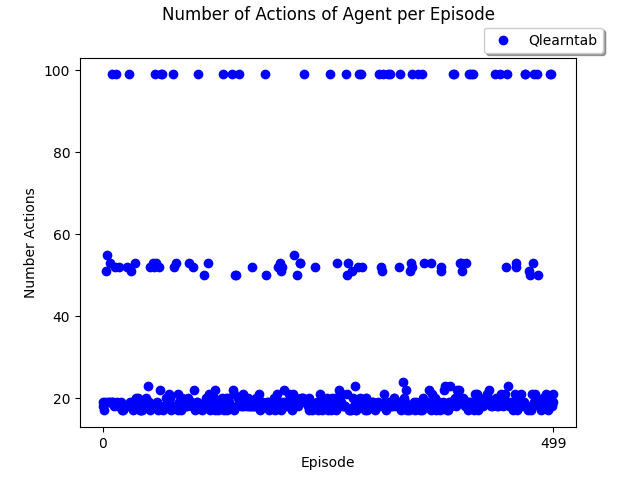 Number of Actions of Agent per Episode
Qlearntab
100
80
60
40
20
Number Actions
0
499
Episode